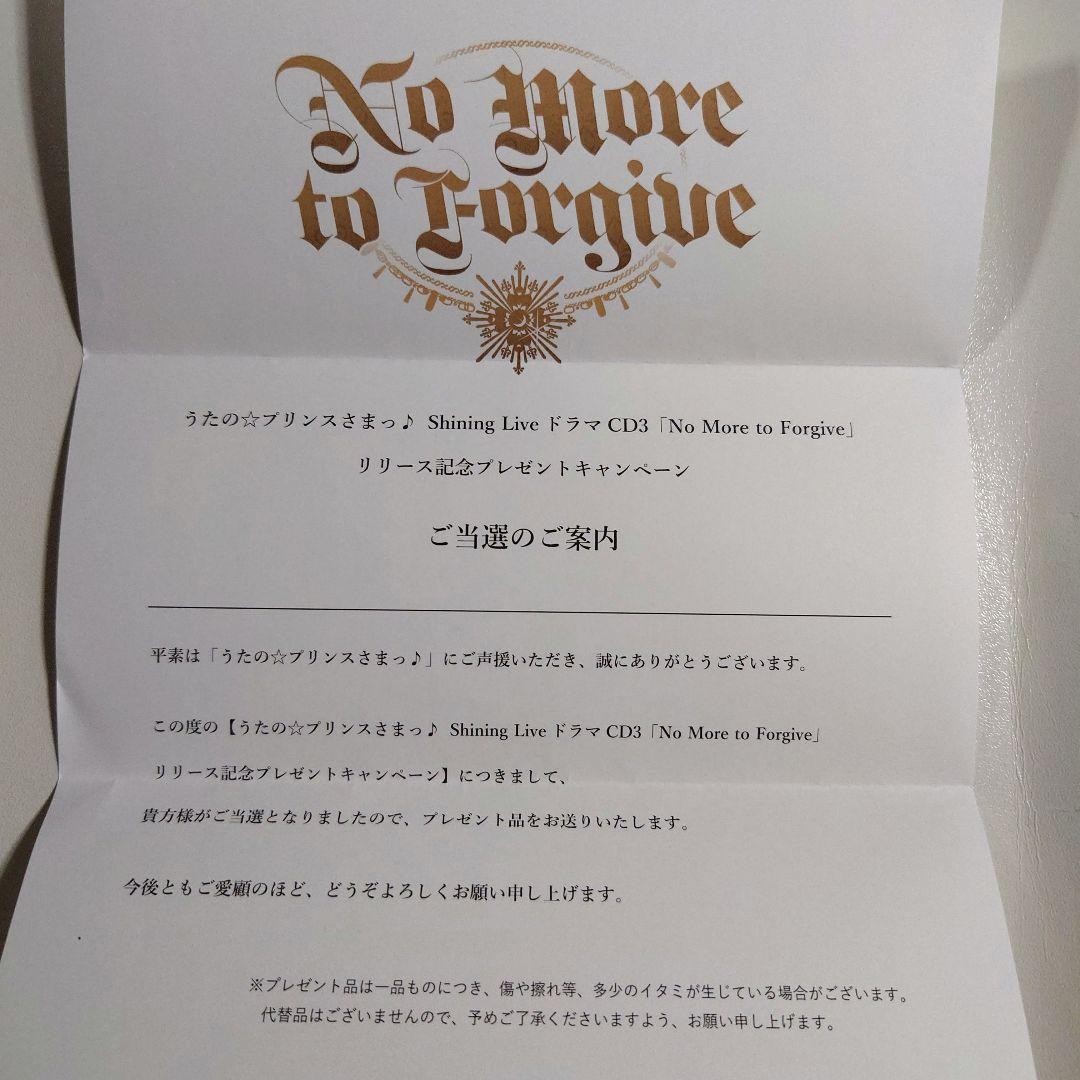 No More
to Forgive
うたの☆プリンスさまっ♪ Shining Live ドラマ CD3「No More to Forgive」
リリース記念プレゼントキャンペーン
ご当選のご案内
平素は「うたの☆プリンスさまっ♪」にご声援いただき、誠にありがとうございます。
この度の【うたの☆プリンスさまっ♪ Shining Live ドラマ CD3「No More to Forgive」
リリース記念プレゼントキャンペーン】につきまして、
貴方様がご当選となりましたので、プレゼント品をお送りいたします。
今後ともご愛顧のほど、どうぞよろしくお願い申し上げます。
※プレゼント品は一品ものにつき、傷や擦れ等、多少のイタミが生じている場合がございます。
代替品はございませんので、予めご了承くださいますよう、お願い申し上げます。